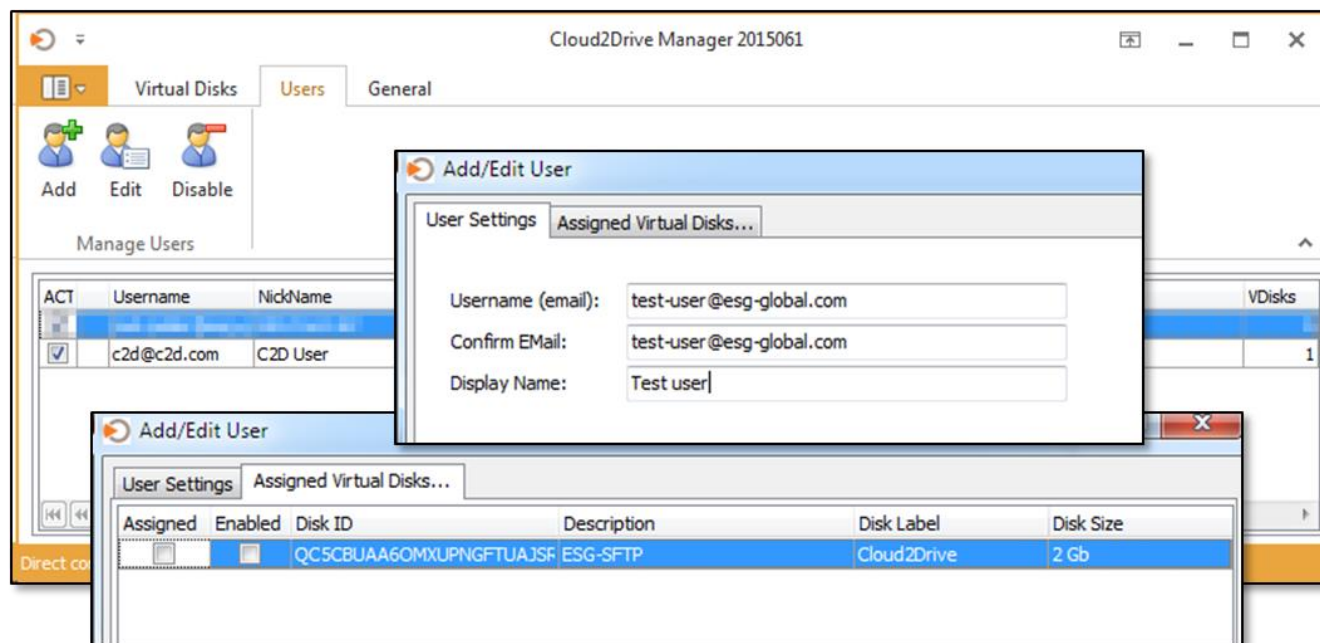 Cloud2Drive Manager 2015061
Virtual Disks Users General
Add Edit Disable
Manage Users
ACT Username NickName VDisks
c2d@c2d.com C2D User 1
Direct
Add/Edit User
User Settings Assigned Virtual Disks...
Username (email): test-user@esg-global.com
Confirm EMail: test-user@esg-global.com
Display Name: Test user
Add/Edit User
User Settings Assigned Virtual Disks...
Assigned Enabled Disk ID Description Disk Label Disk Size
QC5CBUAA6OMXUPNGFTUAJSR ESG-SFTP Cloud2Drive 2 Gb